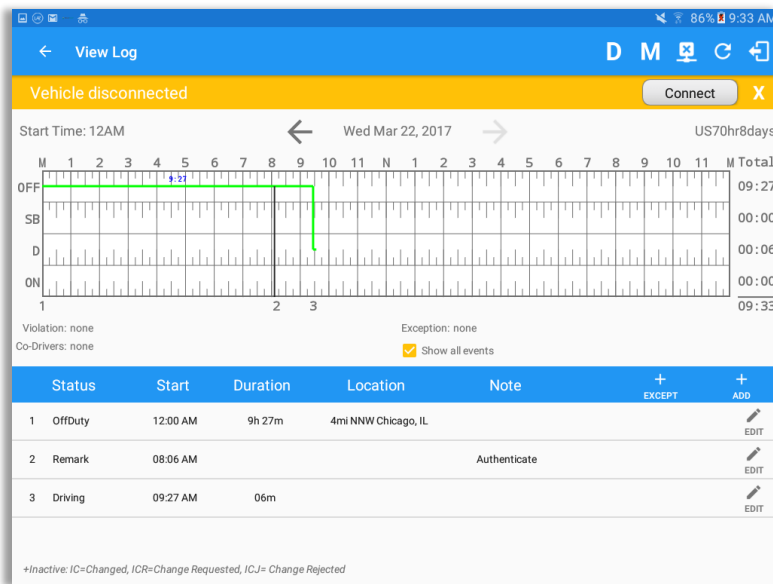 86% 9:33 AM
View Log D M
Vehicle disconnected Connect X
Start Time: 12AM Wed Mar 22, 2017 US70hr8days
M 1 2 3 4 5 6 7 8 9 10 11 N 1 2 3 4 5 6 7 8 9 10 11 M Total
OFF 9:27 09:27
SB 00:00
D 00:06
ON 00:00
1 2 3 09:33
Violation: none Exception: none
Co-Drivers: none Show all events
Status Start Duration Location Note + EXCEPT + ADD
1 OffDuty 12:00 AM 9h 27m 4mi NNW Chicago, IL EDIT
2 Remark 08:06 AM Authenticate EDIT
3 Driving 09:27 AM 06m EDIT
+Inactive: IC=Changed, ICR=Change Requested, ICJ= Change Rejected